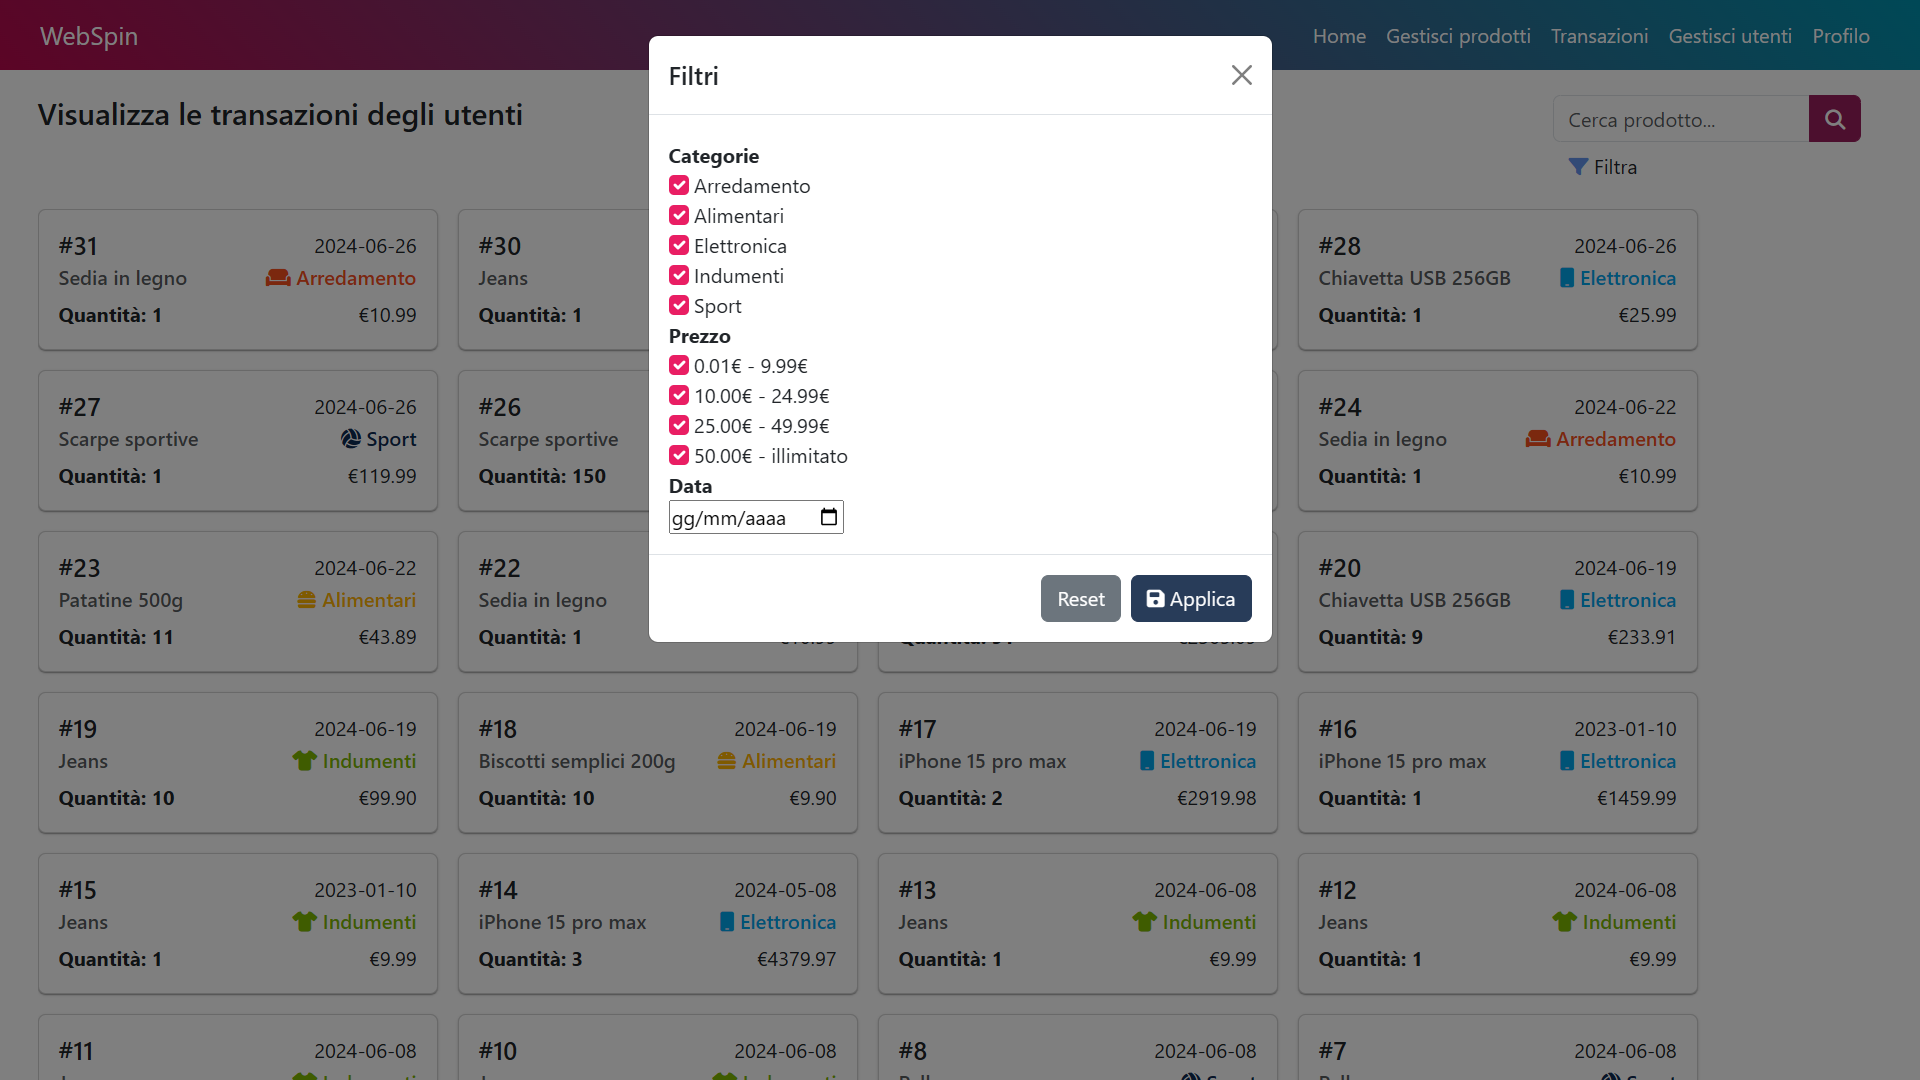 WebSpin
Home Gestisci prodotti Transazioni Gestisci utenti Profilo
Visualizza le transazioni degli utenti
Cerca prodotto...
Filtra
Filtri
Categorie
Arredamento
Alimentari
Elettronica
Indumenti
Sport
Prezzo
0.01€ - 9.99€
10.00€ - 24.99€
25.00€ - 49.99€
50.00€ - illimitato
Data
gg/mm/aaaa
Reset Applica
#31 2024-06-26
Sedia in legno Arredamento
Quantità: 1 €10.99
#30
Jeans
Quantità: 1
#28 2024-06-26
Chiavetta USB 256GB Elettronica
Quantità: 1 €25.99
#27 2024-06-26
Scarpe sportive Sport
Quantità: 1 €119.99
#26
Scarpe sportive
Quantità: 150
#24 2024-06-22
Sedia in legno Arredamento
Quantità: 1 €10.99
#23 2024-06-22
Patatine 500g Alimentari
Quantità: 11 €43.89
#22
Sedia in legno
Quantità: 1
#20 2024-06-19
Chiavetta USB 256GB Elettronica
Quantità: 9 €233.91
#19 2024-06-19
Jeans Indumenti
Quantità: 10 €99.90
#18 2024-06-19
Biscotti semplici 200g Alimentari
Quantità: 10 €9.90
#17 2024-06-19
iPhone 15 pro max Elettronica
Quantità: 2 €2919.98
#16 2023-01-10
iPhone 15 pro max Elettronica
Quantità: 1 €1459.99
#15 2023-01-10
Jeans Indumenti
Quantità: 1 €9.99
#14 2024-05-08
iPhone 15 pro max Elettronica
Quantità: 3 €4379.97
#13 2024-06-08
Jeans Indumenti
Quantità: 1 €9.99
#12 2024-06-08
Jeans Indumenti
Quantità: 1 €9.99
#11 2024-06-08
#10 2024-06-08
#8 2024-06-08
#7 2024-06-08